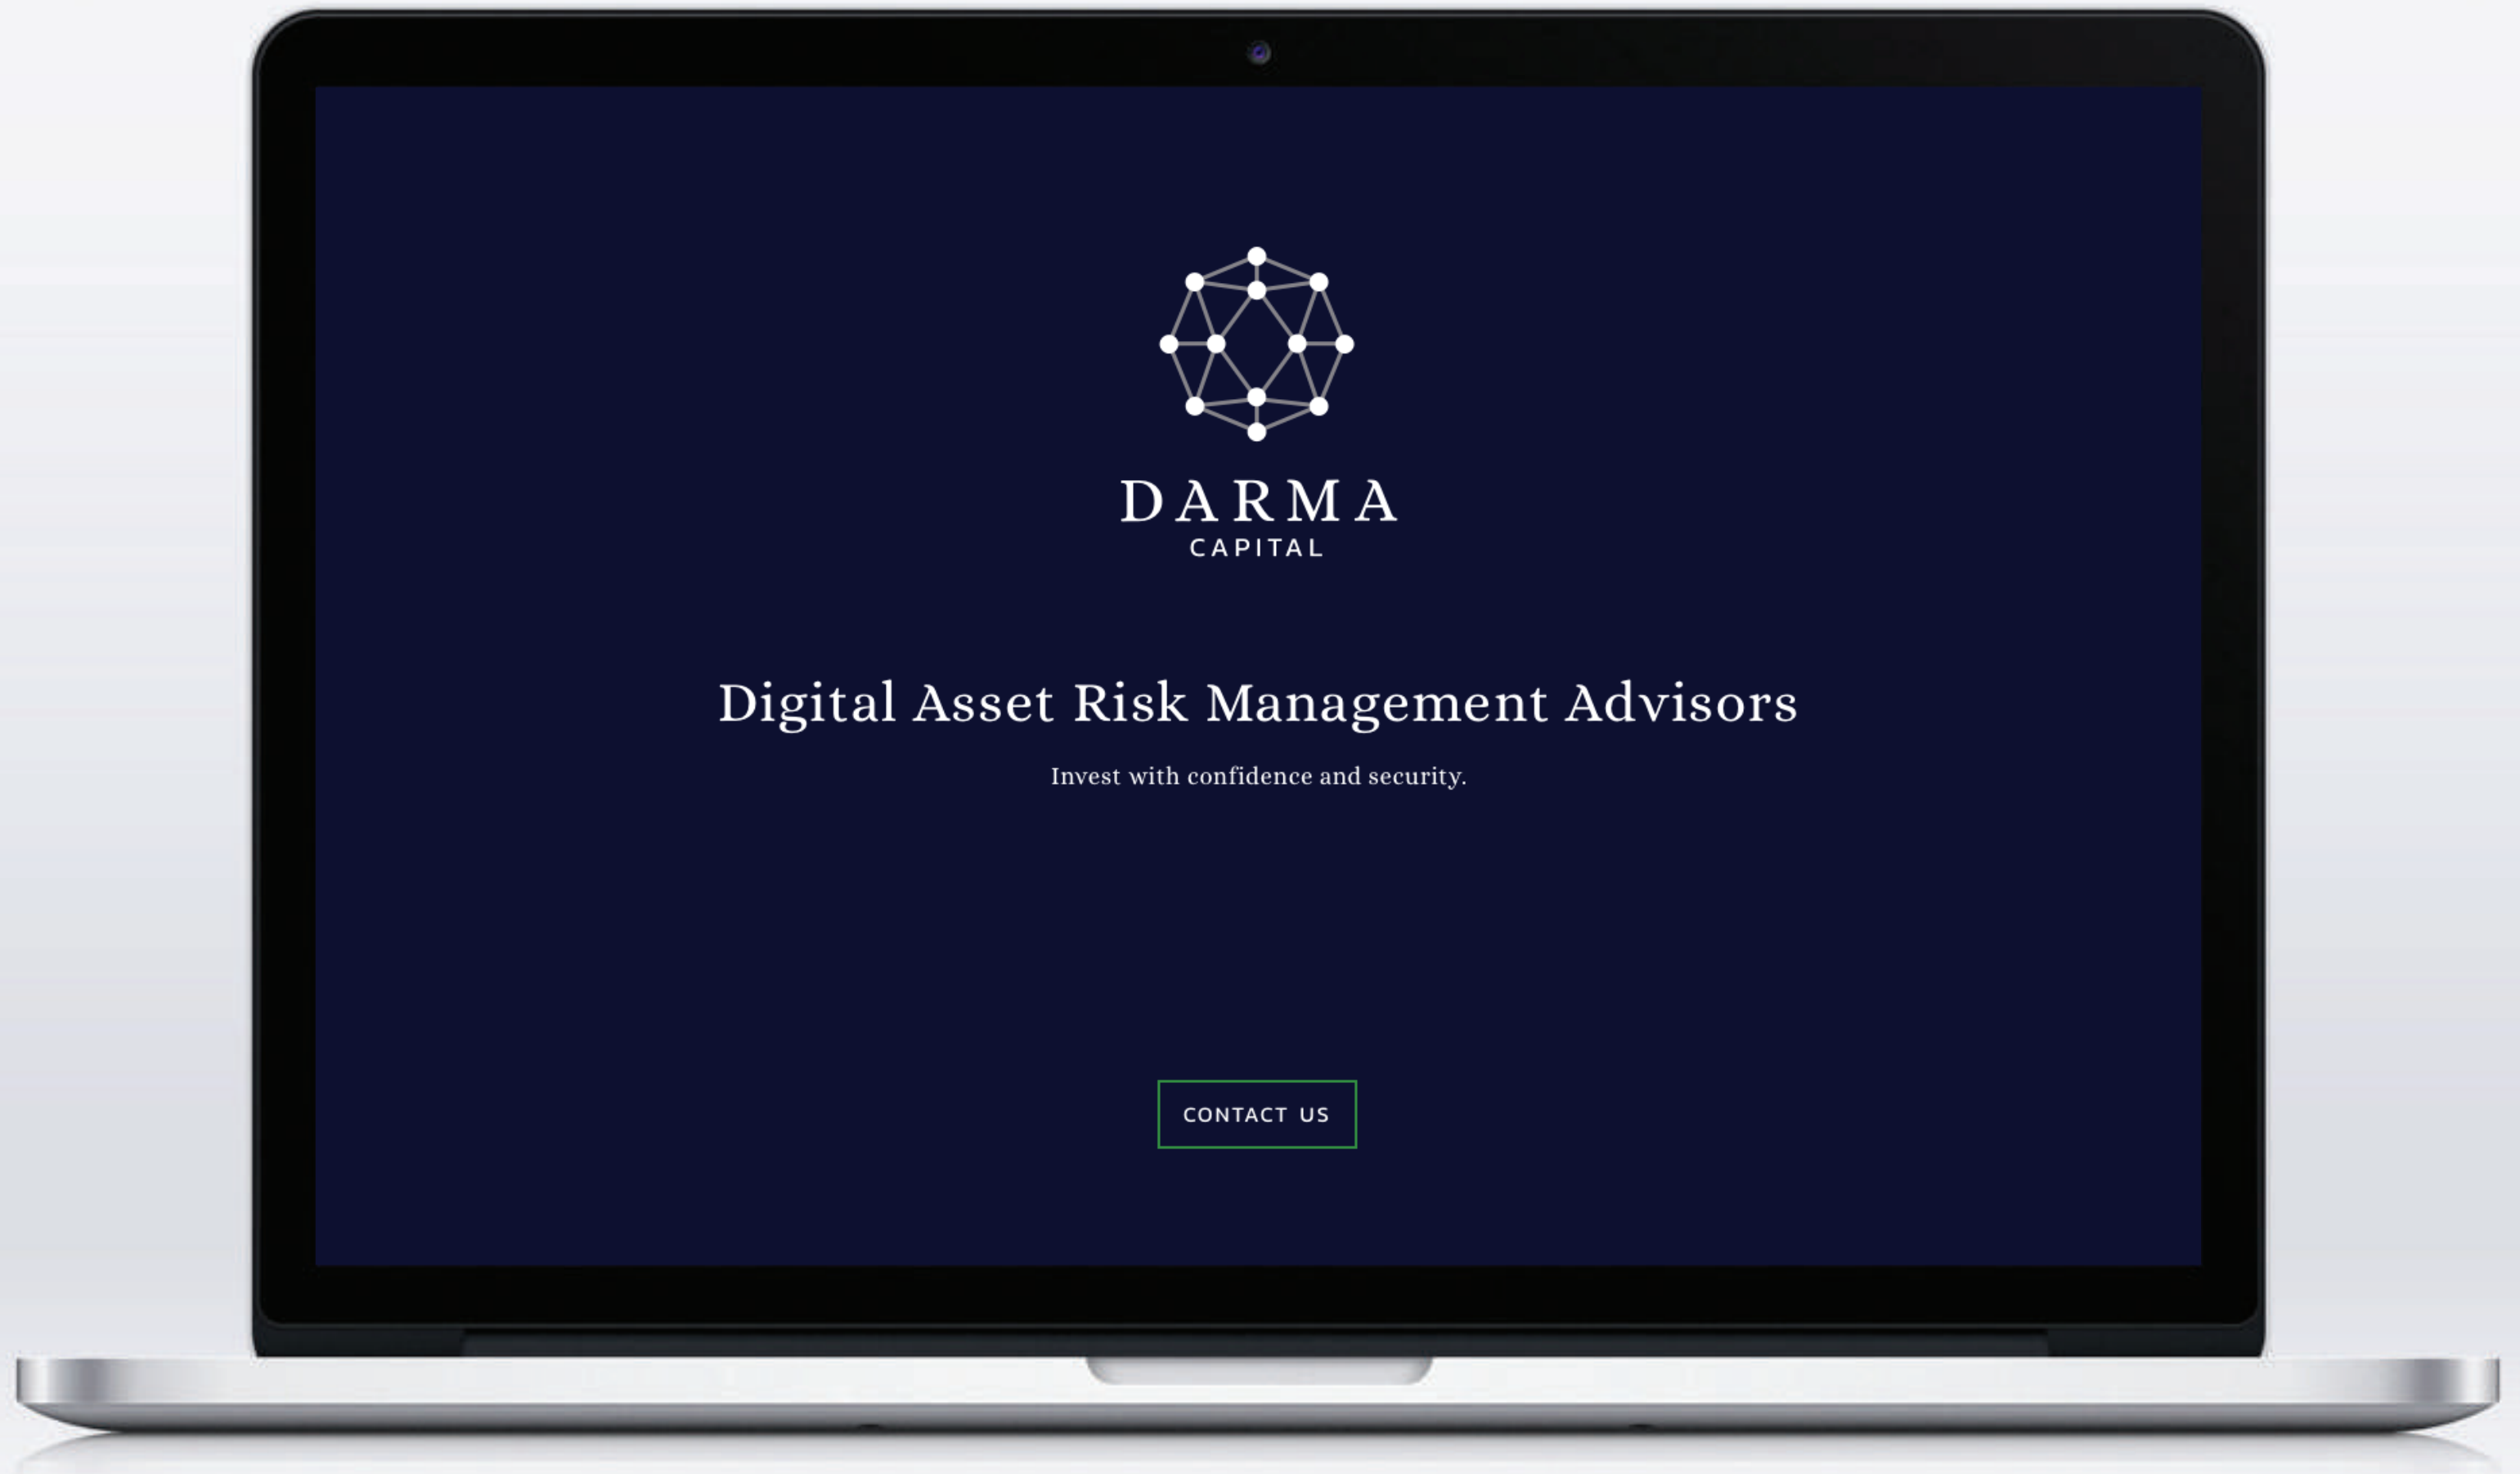 DARMA
CAPITAL
Digital Asset Risk Management Advisors
Invest with confidence and security.
CONTACT US